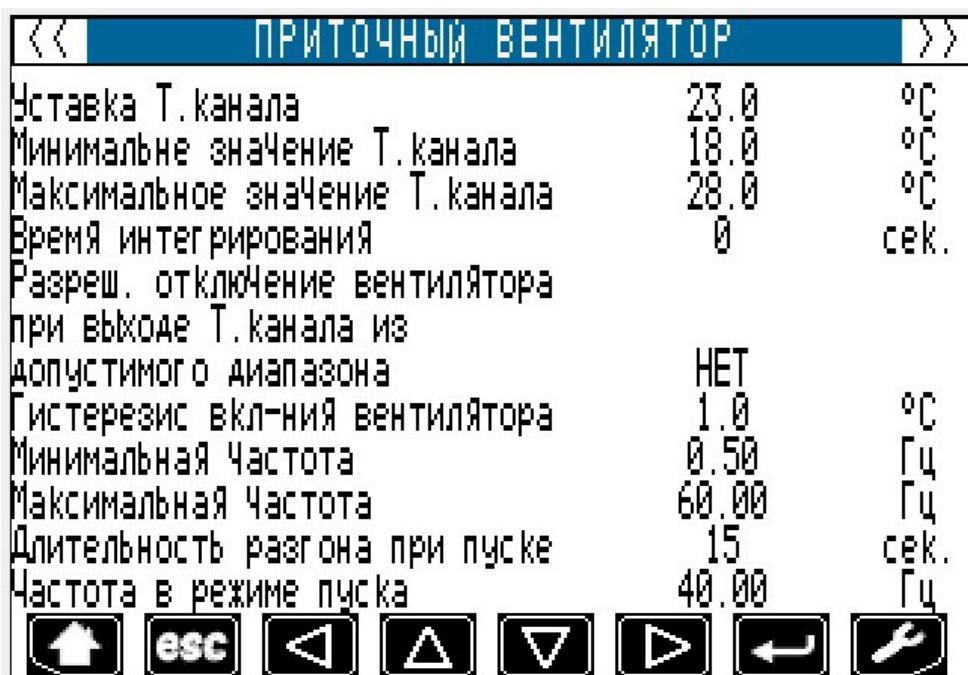 << ПРИТОЧНЫЙ ВЕНТИЛЯТОР >>
Уставка Т.канала 23.0 °C
Минимальне значение Т.канала 18.0 °C
Максимальное значение Т.канала 28.0 °C
Время интегрирования 0 сек.
Разреш. отключение вентилятора
при выходе Т.канала из
допустимого диапазона НЕТ
Гистерезис вкл-ния вентилятора 1.0 °C
Минимальная частота 0.50 Гц
Максимальная частота 60.00 Гц
Длительность разгона при пуске 15 сек.
Частота в режиме пуска 40.00 Гц
esc